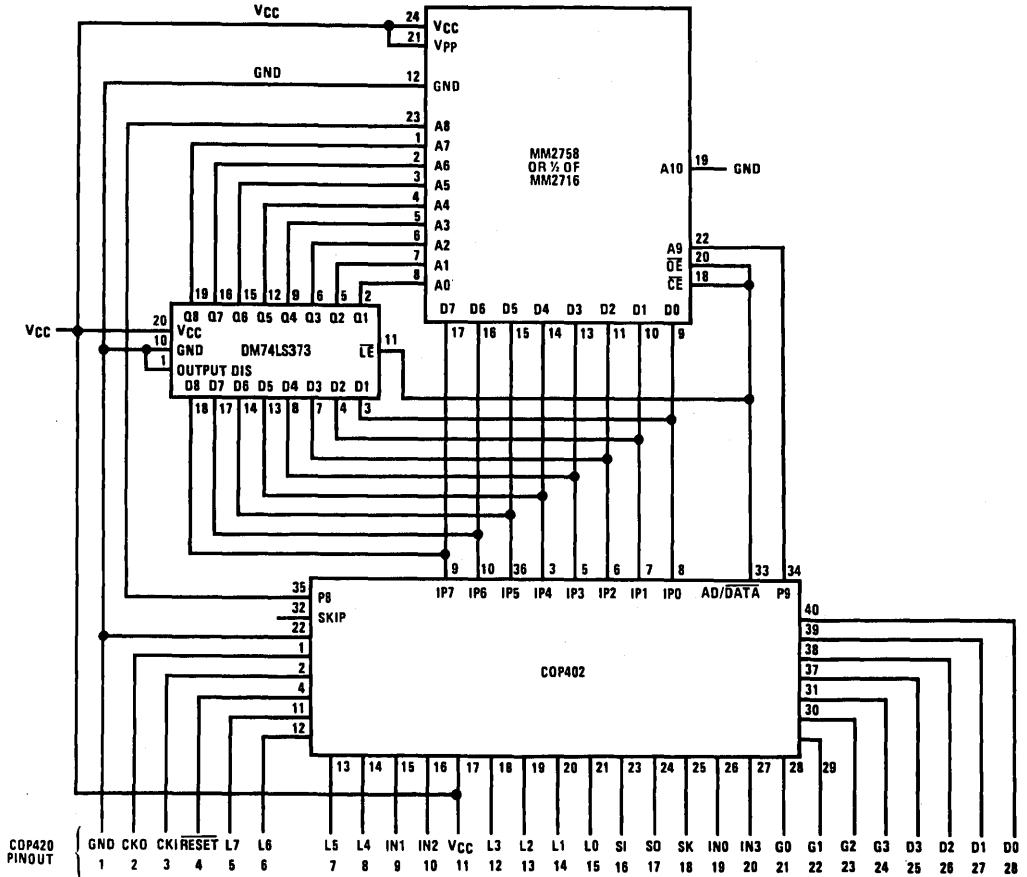 VCC
24 VCC
21 VPP
GND
12 GND
23 A8
1 A7
2 A6
3 A5
4 A4
5 A3
6 A2
7 A1
8 A0
MM2758
OR ½ OF
MM2716
A10 19 GND
A9 22
OE 20
CE 18
D7 D6 D5 D4 D3 D2 D1 D0
17 16 15 14 13 11 10 9
19 16 15 12 9 6 5 2
Q8 Q7 Q6 Q5 Q4 Q3 Q2 Q1
VCC 20 VCC
10 GND
1 OUTPUT DIS
DM74LS373
LE 11
D8 D7 D6 D5 D4 D3 D2 D1
18 17 14 13 8 7 4 3
9 10 36 3 5 6 7 8 33 34
IP7 IP6 IP5 IP4 IP3 IP2 IP1 IP0 AD/DATA P9
35 P8
32 SKIP
22
1
2
4
11
12
COP402
40
39
38
37
31
30
29
13 14 15 16 17 18 19 20 21 23 24 25 26 27 28
COP420
PINOUT
GND CKO CKI RESET L7 L6 L5 L4 IN1 IN2 VCC L3 L2 L1 L0 SI SO SK IN0 IN3 G0 G1 G2 G3 D3 D2 D1 D0
1 2 3 4 5 6 7 8 9 10 11 12 13 14 15 16 17 18 19 20 21 22 23 24 25 26 27 28